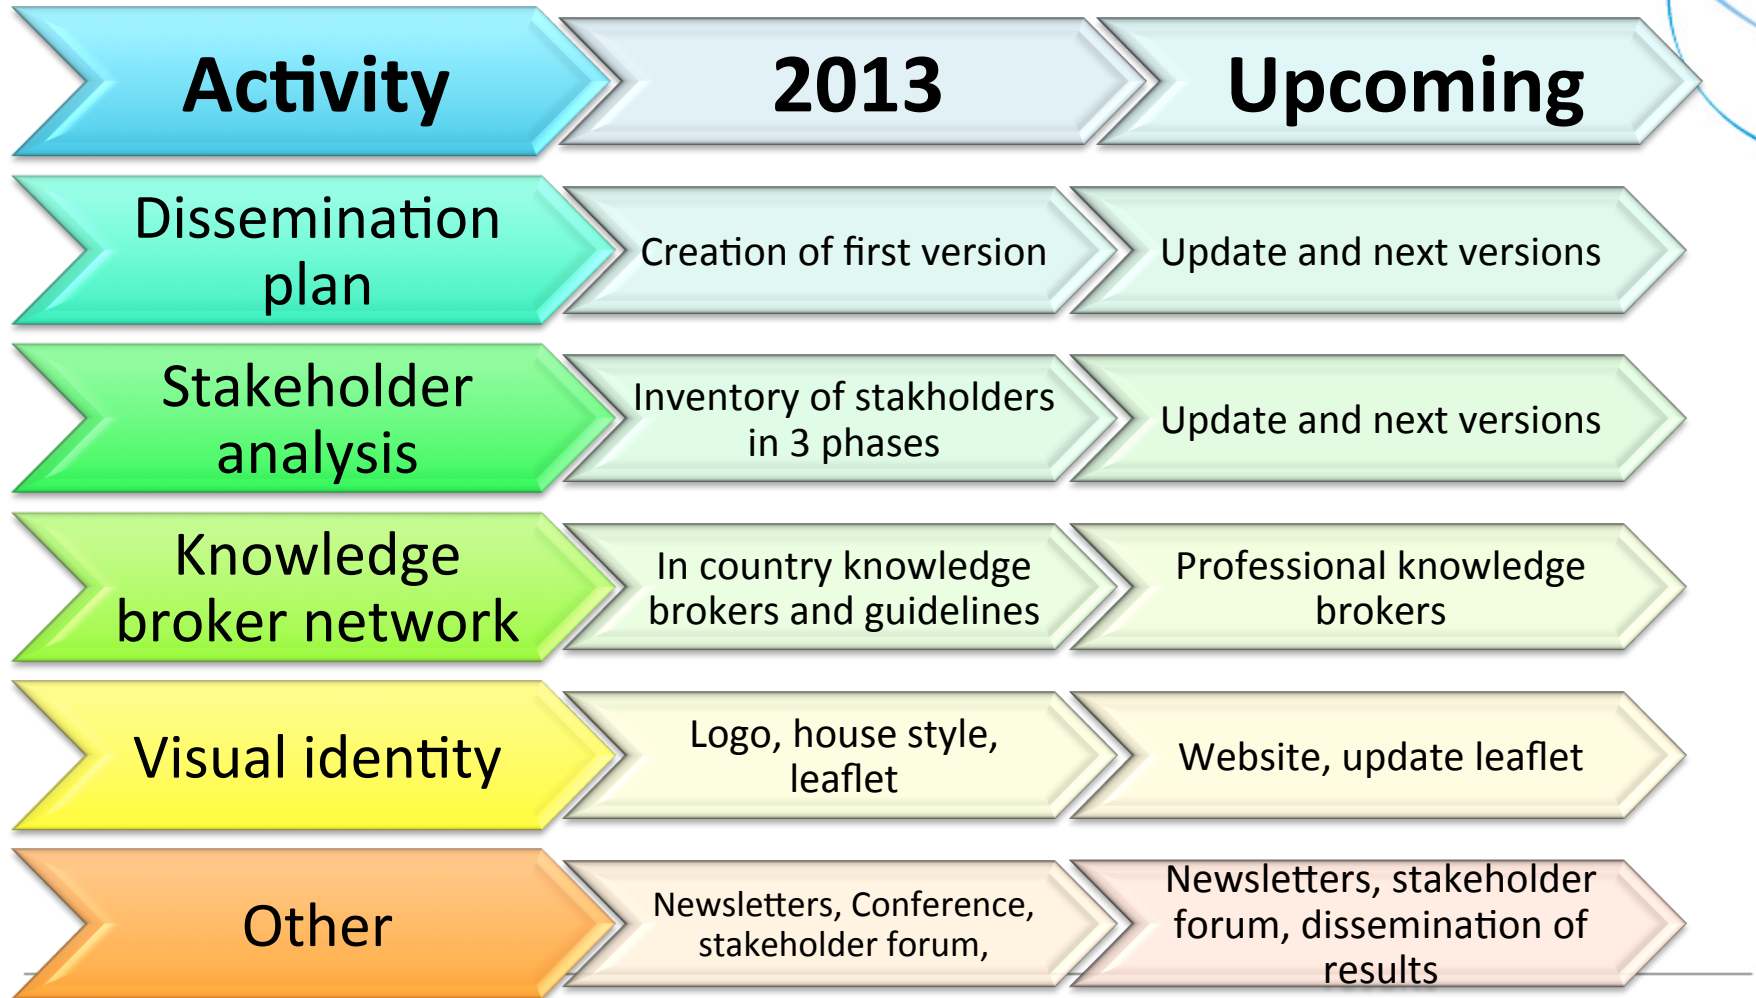 Activity
2013
Upcoming
Dissemination
plan
Creation of first version
Update and next versions
Stakeholder
analysis
Inventory of stakholders
in 3 phases
Update and next versions
Knowledge
broker network
In country knowledge
brokers and guidelines
Professional knowledge
brokers
Visual identity
Logo, house style,
leaflet
Website, update leaflet
Other
Newsletters, Conference,
stakeholder forum,
Newsletters, stakeholder
forum, dissemination of
results